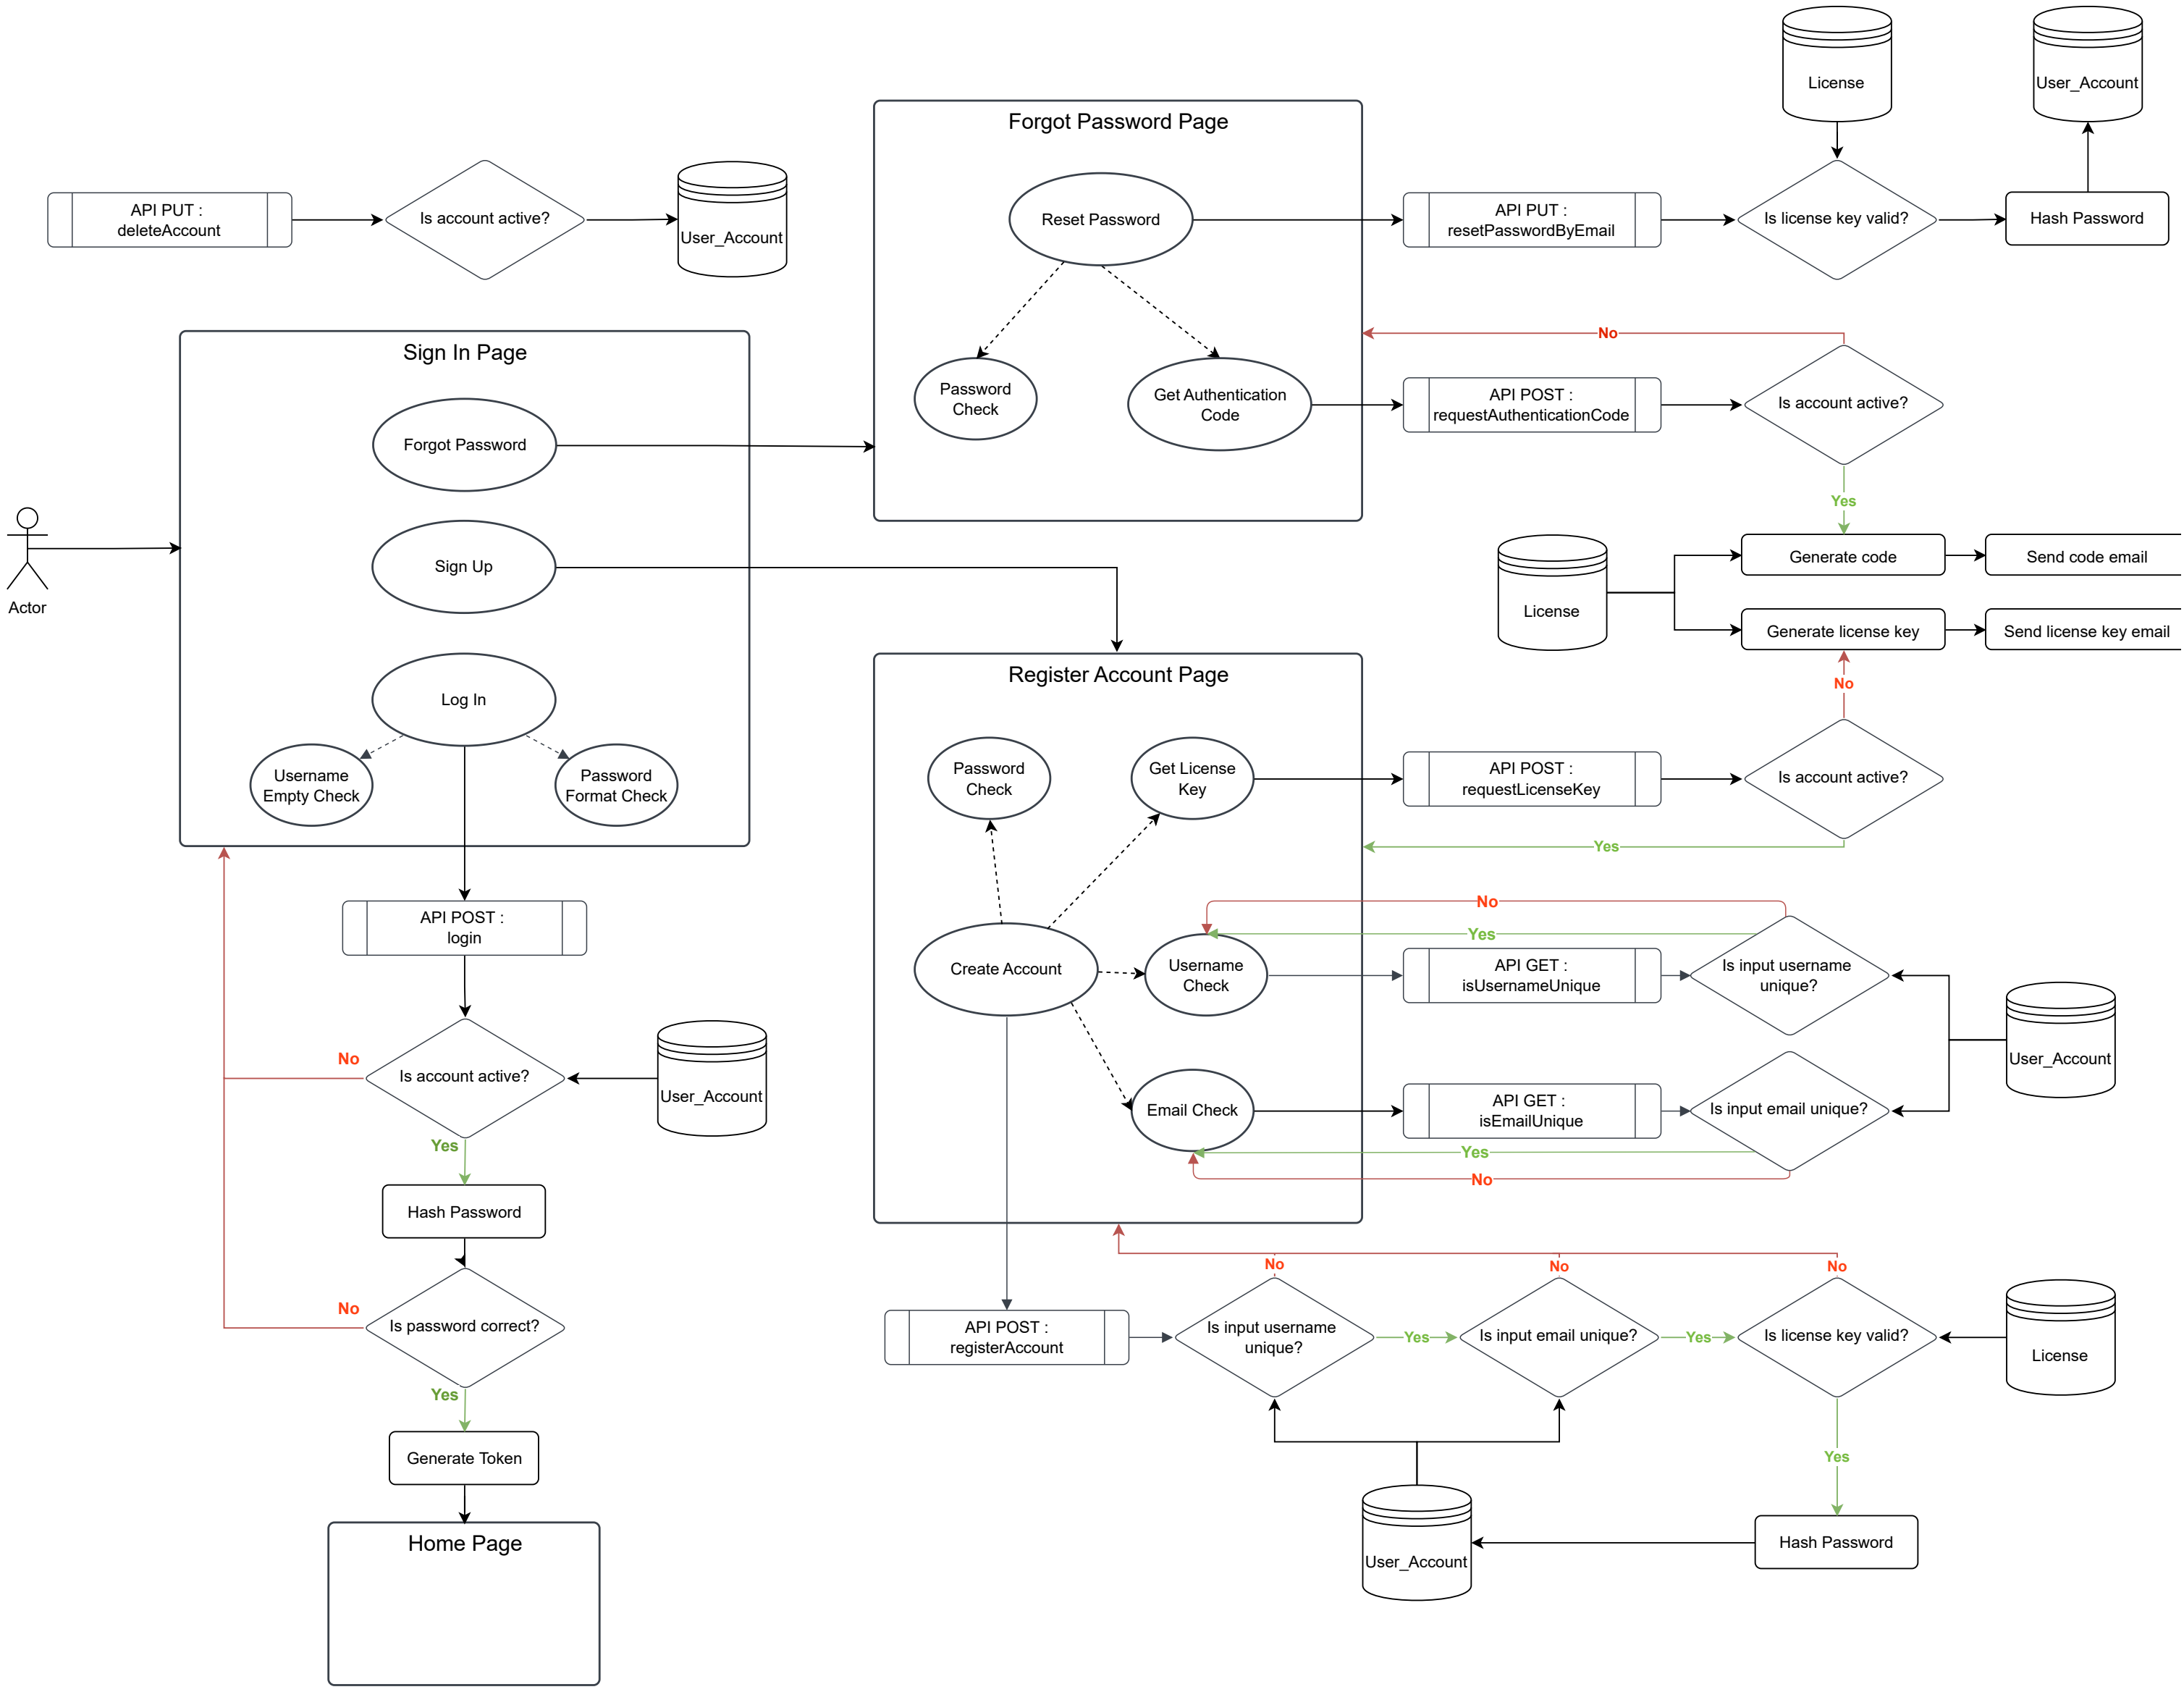 License
User_Account
Forgot Password Page
API PUT :
deleteAccount
Is account active?
User_Account
Reset Password
API PUT :
resetPasswordByEmail
Is license key valid?
Hash Password
No
Sign In Page
Password
Check
Get Authentication
Code
API POST :
requestAuthenticationCode
Is account active?
Forgot Password
Yes
Actor
Sign Up
License
Generate code
Send code email
Generate license key
Send license key email
No
Register Account Page
Log In
Username
Empty Check
Password
Format Check
Password
Check
Get License
Key
API POST :
requestLicenseKey
Is account active?
Yes
API POST :
login
No
Yes
Create Account
Username
Check
API GET :
isUsernameUnique
Is input username
unique?
User_Account
Email Check
API GET :
isEmailUnique
Is input email unique?
Yes
No
No
Is account active?
User_Account
Yes
Hash Password
No
Is password correct?
Yes
Generate Token
Home Page
No
No
No
API POST :
registerAccount
Is input username
unique?
Yes
Is input email unique?
Yes
Is license key valid?
License
Yes
User_Account
Hash Password